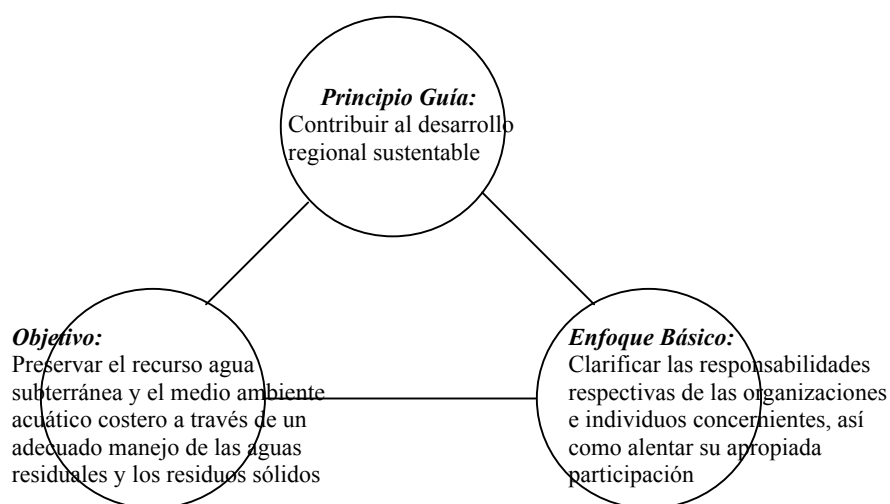 Principio Guía:
Contribuir al desarrollo
regional sustentable
Objetivo:
Preservar el recurso agua
subterránea y el medio ambiente
acuático costero a través de un
adecuado manejo de las aguas
residuales y los residuos sólidos
Enfoque Básico:
Clarificar las responsabilidades
respectivas de las organizaciones
e individuos concernientes, así
como alentar su apropiada
participación